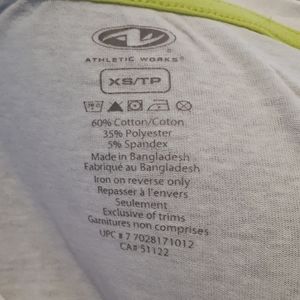 ATHLETIC WORKS
XS/TP
60% Cotton/Coton
35% Polyester
5% Spandex
Made in Bangladesh
Fabriqué au Bangladesh
Iron on reverse only
Repasser à l'envers
Seulement
Exclusive of trims
Garnitures non comprises
UPC # 7 7028171012
CA# 51122